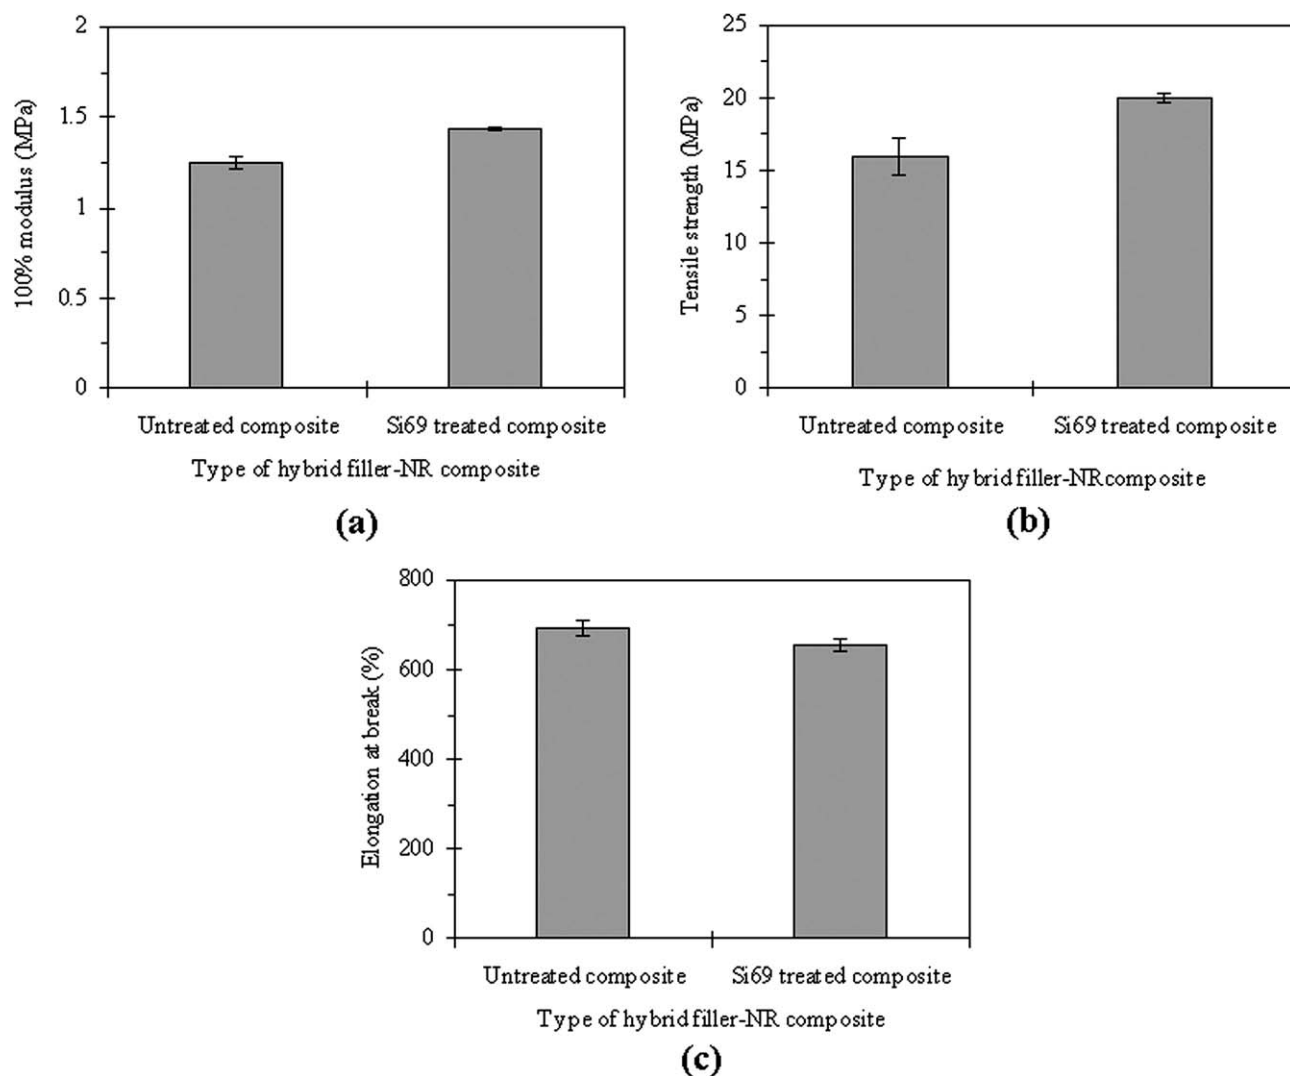 2
1.5
1
0.5
0
100% modulus (MPa)
Untreated composite
Si69 treated composite
Type of hybrid filler-NR composite
(a)
25
20
15
10
5
0
Tensile strength (MPa)
Untreated composite
Si69 treated composite
Type of hybrid filler-NRcomposite
(b)
800
600
400
200
0
Elongation at break (%)
Untreated composite
Si69 treated composite
Type of hybrid filler-NR composite
(c)